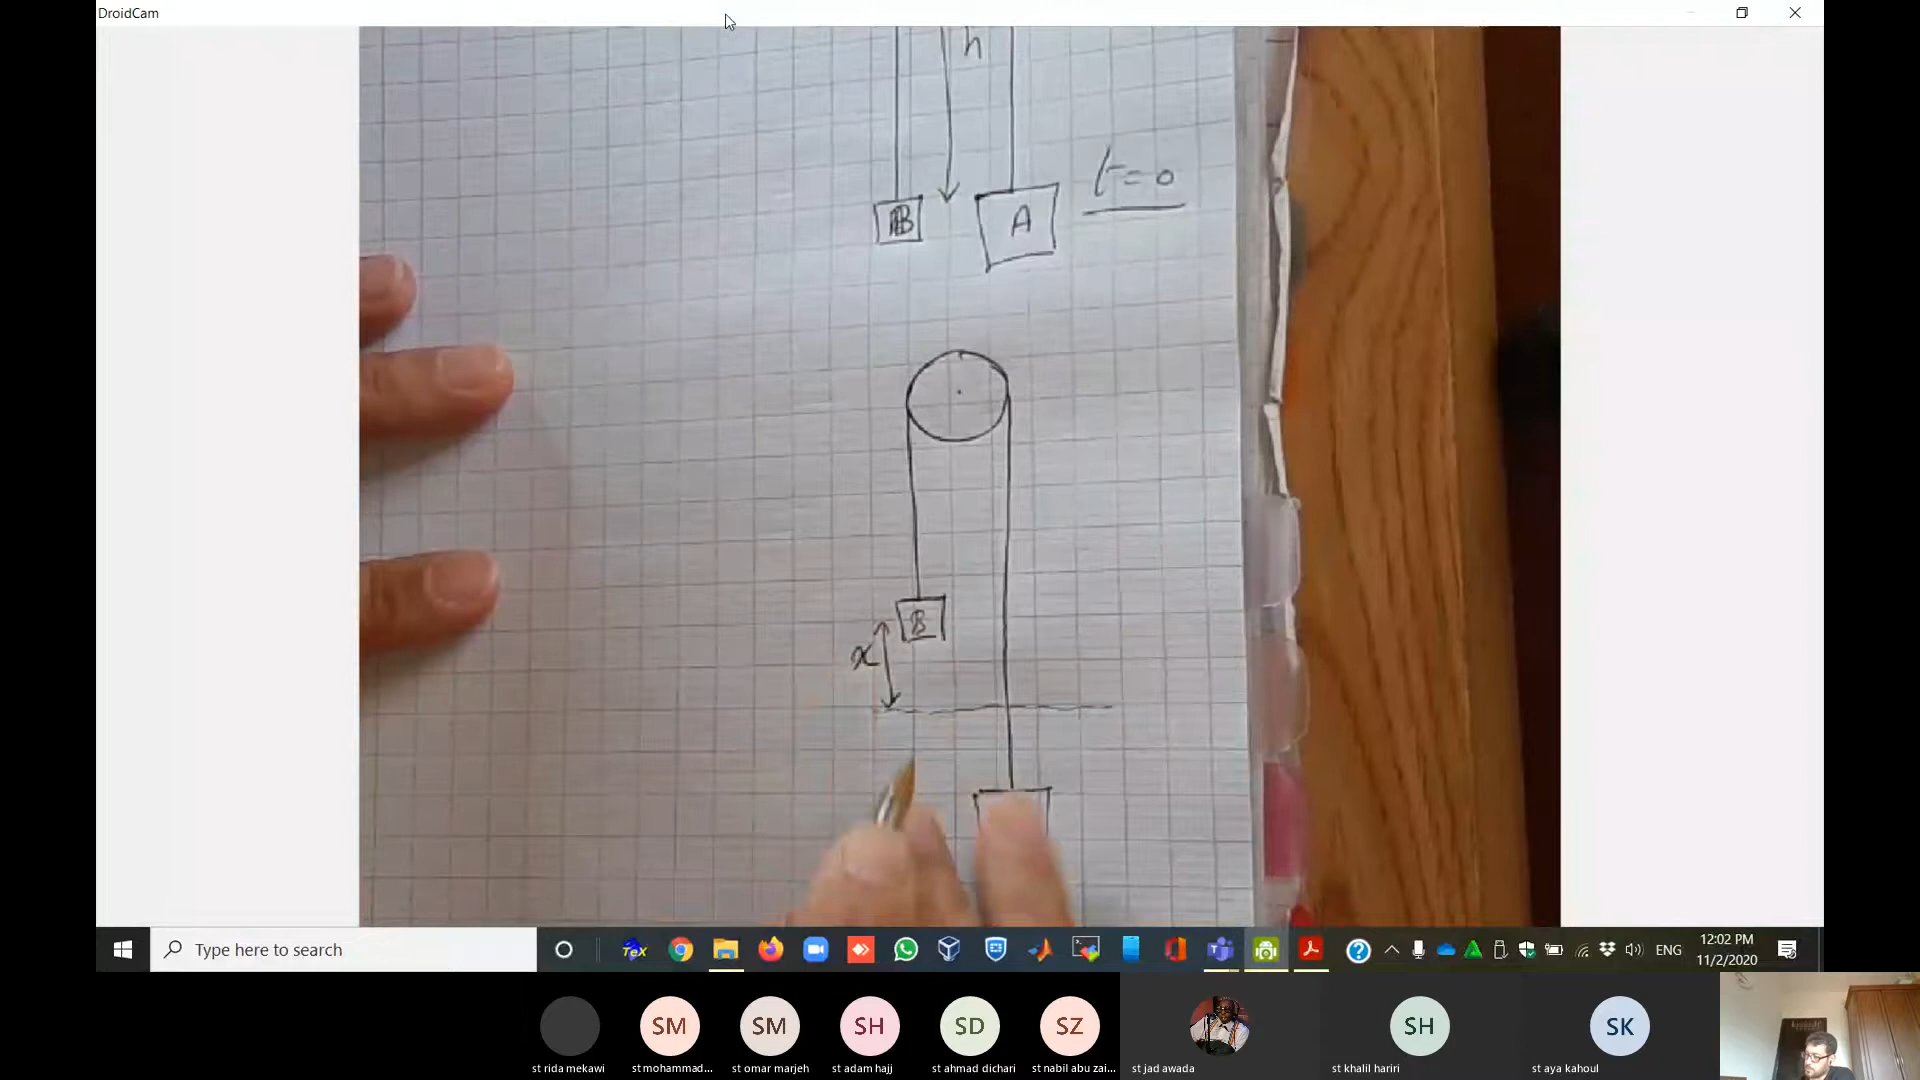 DroidCam
h
B
A
t=0
B
x
Type here to search
TeX
ENG
12:02 PM
11/2/2020
SM
SM
SH
SD
SZ
SH
SK
st rida mekawi
st mohammad...
st omar marjeh
st adam hajj
st ahmad dichari
st nabil abu zai...
st jad awada
st khalil hariri
st aya kahoul